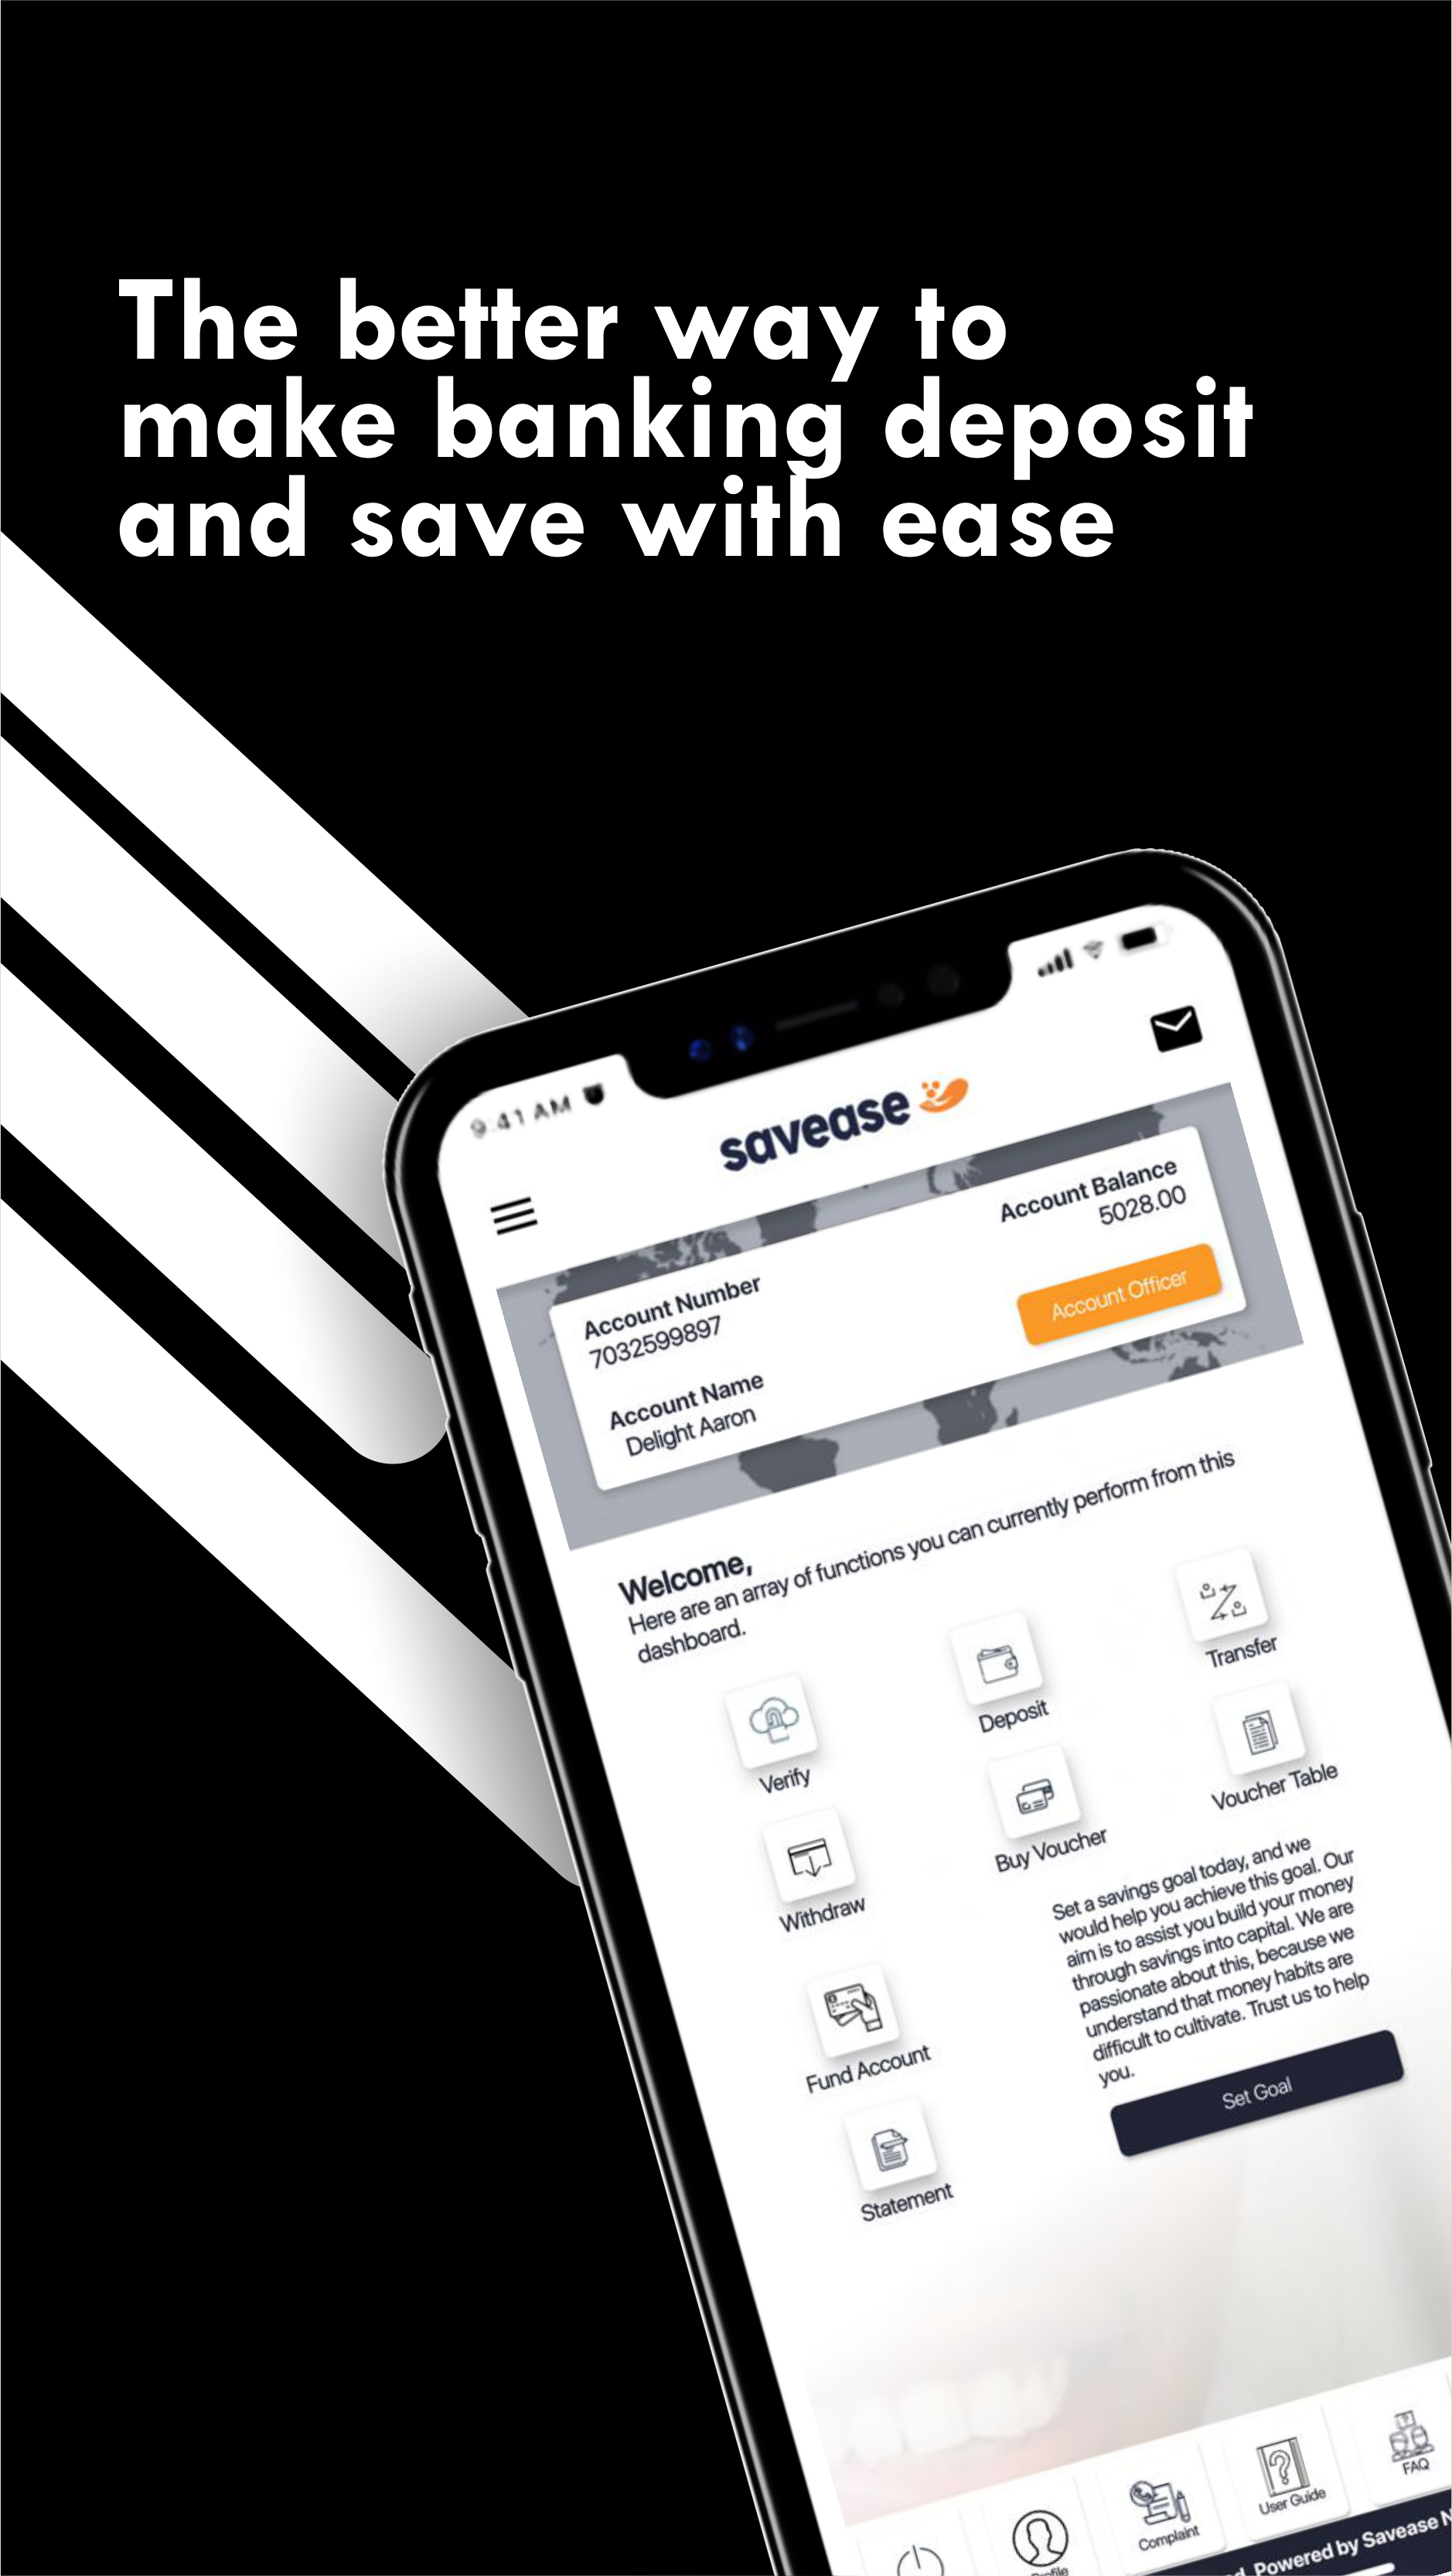 The better way to
make banking deposit
and save with ease
9:41 AM
savease
Account Balance
5028.00
Account Number
7032599897
Account Officer
Account Name
Delight Aaron
Welcome,
Here are an array of functions you can currently perform from this
dashboard.
Verify
Deposit
Transfer
Withdraw
Buy Voucher
Voucher Table
Fund Account
Statement
Set a savings goal today, and we
would help you achieve this goal. Our
aim is to assist you build your money
through savings into capital. We are
passionate about this, because we
understand that money habits are
difficult to cultivate. Trust us to help
you.
Set Goal
Complaint
User Guide
FAQ
Powered by Savease